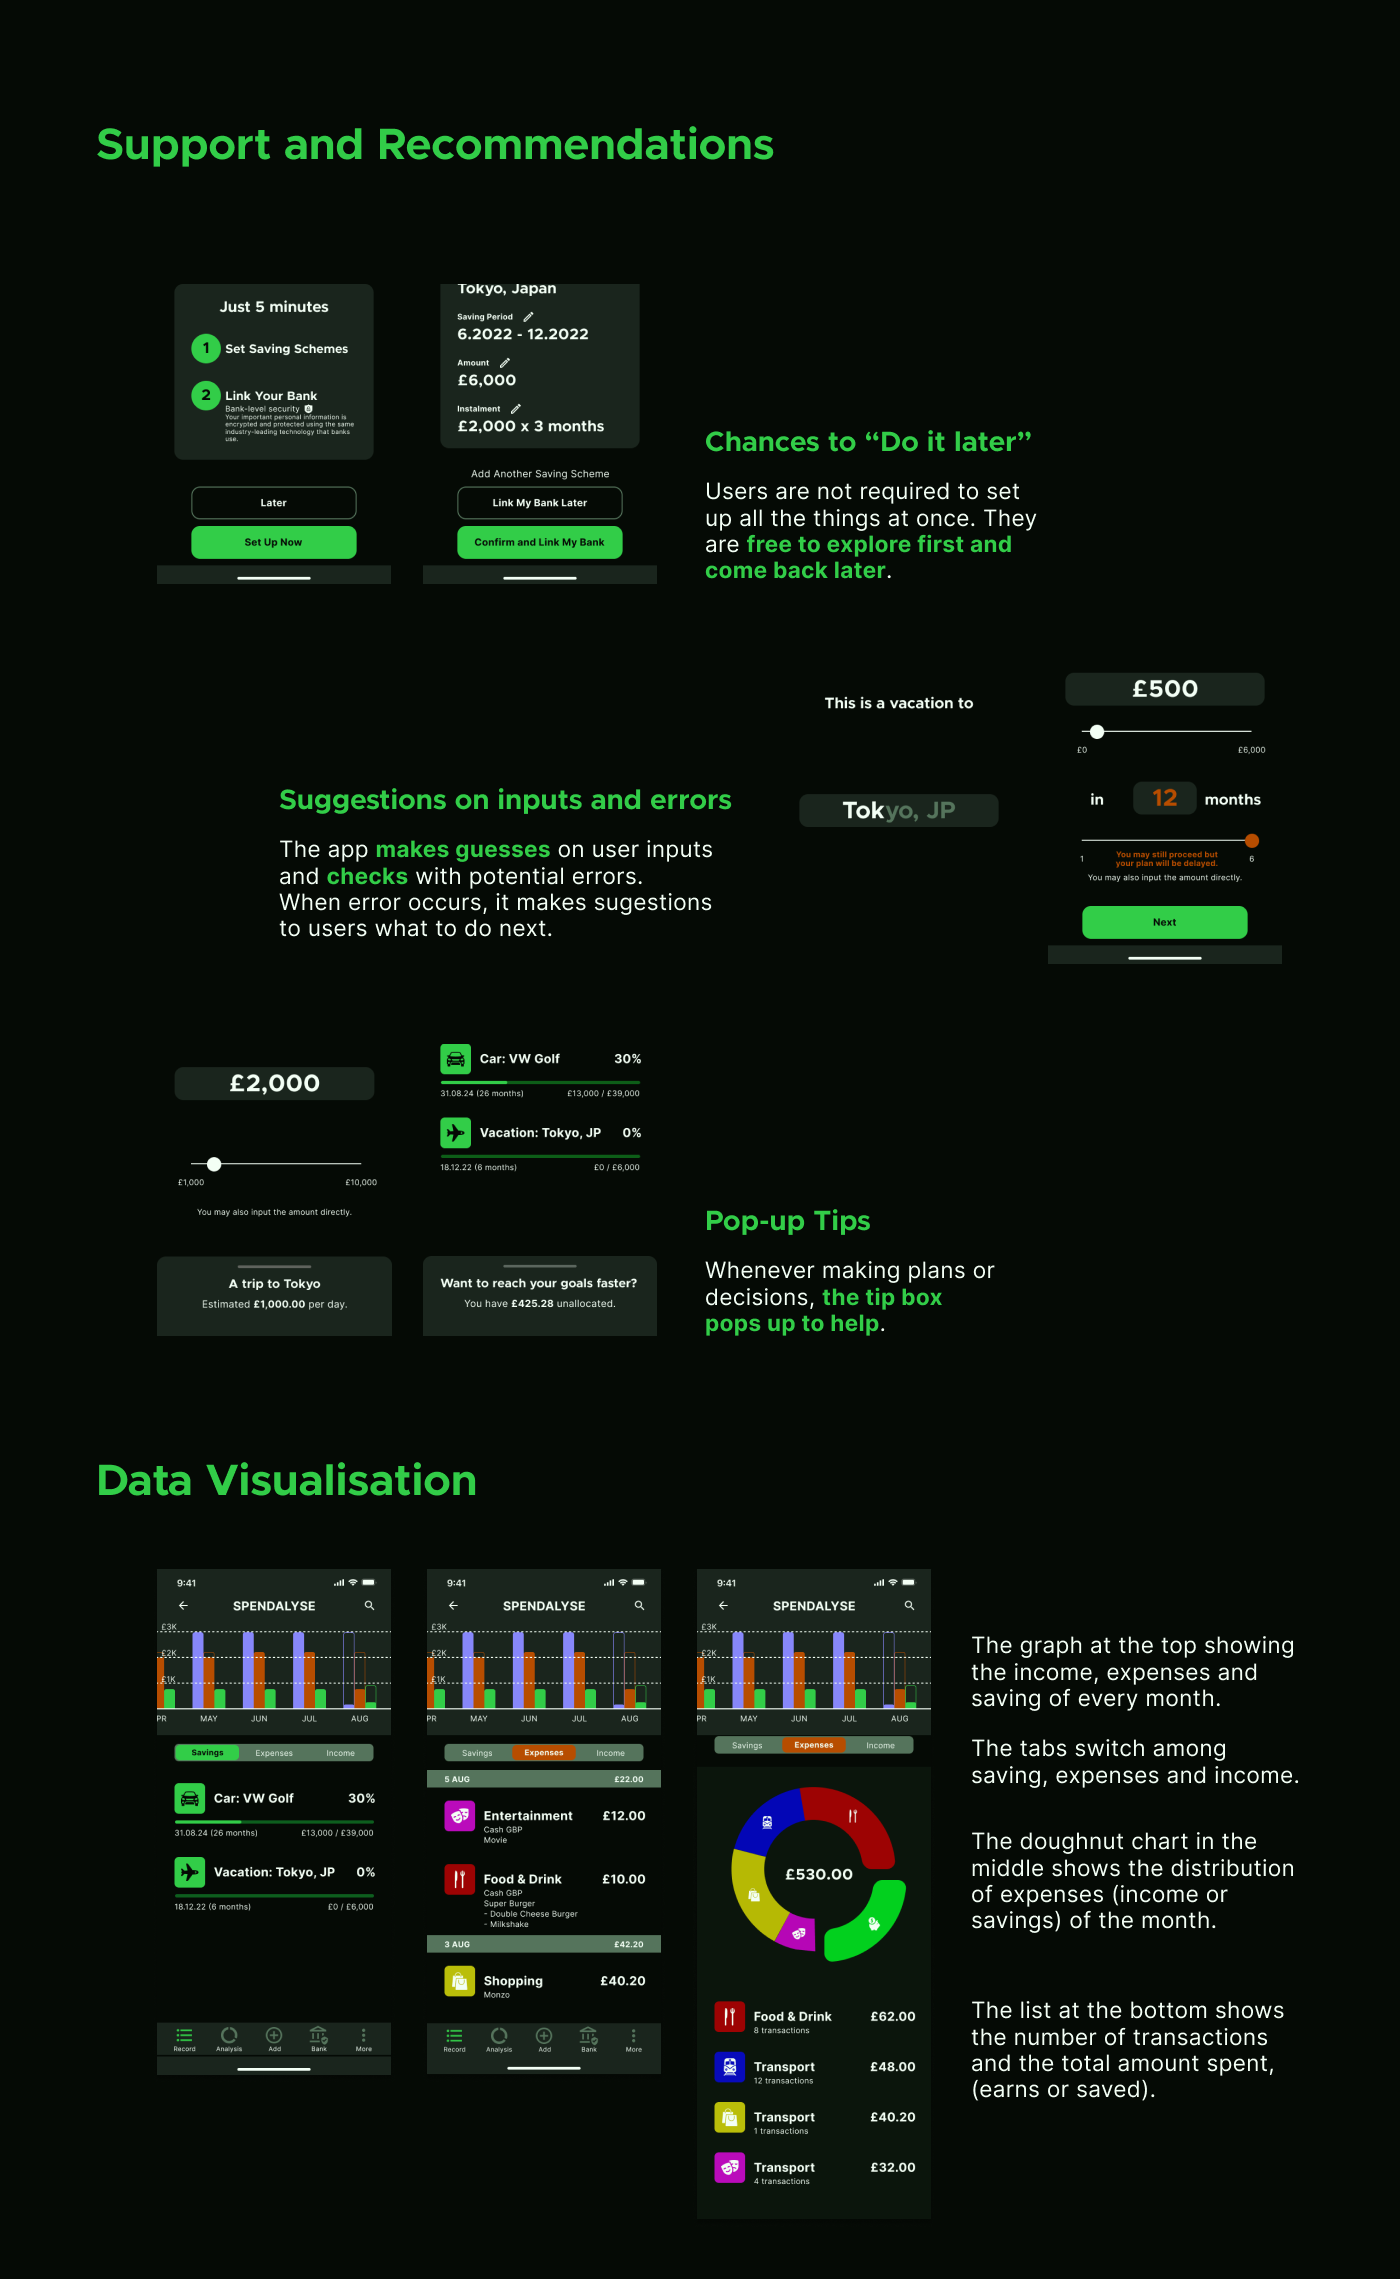 Support and Recommendations
Just 5 minutes
1
Set Saving Schemes
2
Link Your Bank
Bank-level security
Your important personal information is
encrypted and protected using the same
industry-leading technology that banks
use.
Later
Set Up Now
Tokyo, Japan
Saving Period
6.2022 - 12.2022
Amount
£6,000
Instalment
£2,000 x 3 months
Add Another Saving Scheme
Link My Bank Later
Confirm and Link My Bank
Chances to “Do it later”
Users are not required to set
up all the things at once. They
are free to explore first and
come back later.
Suggestions on inputs and errors
The app makes guesses on user inputs
and checks with potential errors.
When error occurs, it makes sugestions
to users what to do next.
This is a vacation to
Tokyo, JP
£500
£0
£6,000
in
12
months
1
You may still proceed but
your plan will be delayed.
6
You may also input the amount directly.
Next
£2,000
£1,000
£10,000
You may also input the amount directly.
A trip to Tokyo
Estimated £1,000.00 per day.
Car: VW Golf
30%
31.08.24 (26 months)
£13,000 / £39,000
Vacation: Tokyo, JP
0%
18.12.22 (6 months)
£0 / £6,000
Want to reach your goals faster?
You have £425.28 unallocated.
Pop-up Tips
Whenever making plans or
decisions, the tip box
pops up to help.
Data Visualisation
9:41
SPENDALYSE
£3K
£2K
£1K
PR
MAY
JUN
JUL
AUG
Savings
Expenses
Income
Car: VW Golf
30%
31.08.24 (26 months)
£13,000 / £39,000
Vacation: Tokyo, JP
0%
18.12.22 (6 months)
£0 / £6,000
Record
Analysis
Add
Bank
More
9:41
SPENDALYSE
£3K
£2K
£1K
PR
MAY
JUN
JUL
AUG
Savings
Expenses
Income
5 AUG
£22.00
Entertainment
£12.00
Cash GBP
Movie
Food & Drink
£10.00
Cash GBP
Super Burger
- Double Cheese Burger
- Milkshake
3 AUG
£42.20
Shopping
£40.20
Monzo
Record
Analysis
Add
Bank
More
9:41
SPENDALYSE
£3K
£2K
£1K
PR
MAY
JUN
JUL
AUG
Savings
Expenses
Income
£530.00
Food & Drink
£62.00
8 transactions
Transport
£48.00
12 transactions
Transport
£40.20
1 transactions
Transport
£32.00
4 transactions
The graph at the top showing
the income, expenses and
saving of every month.
The tabs switch among
saving, expenses and income.
The doughnut chart in the
middle shows the distribution
of expenses (income or
savings) of the month.
The list at the bottom shows
the number of transactions
and the total amount spent,
(earns or saved).